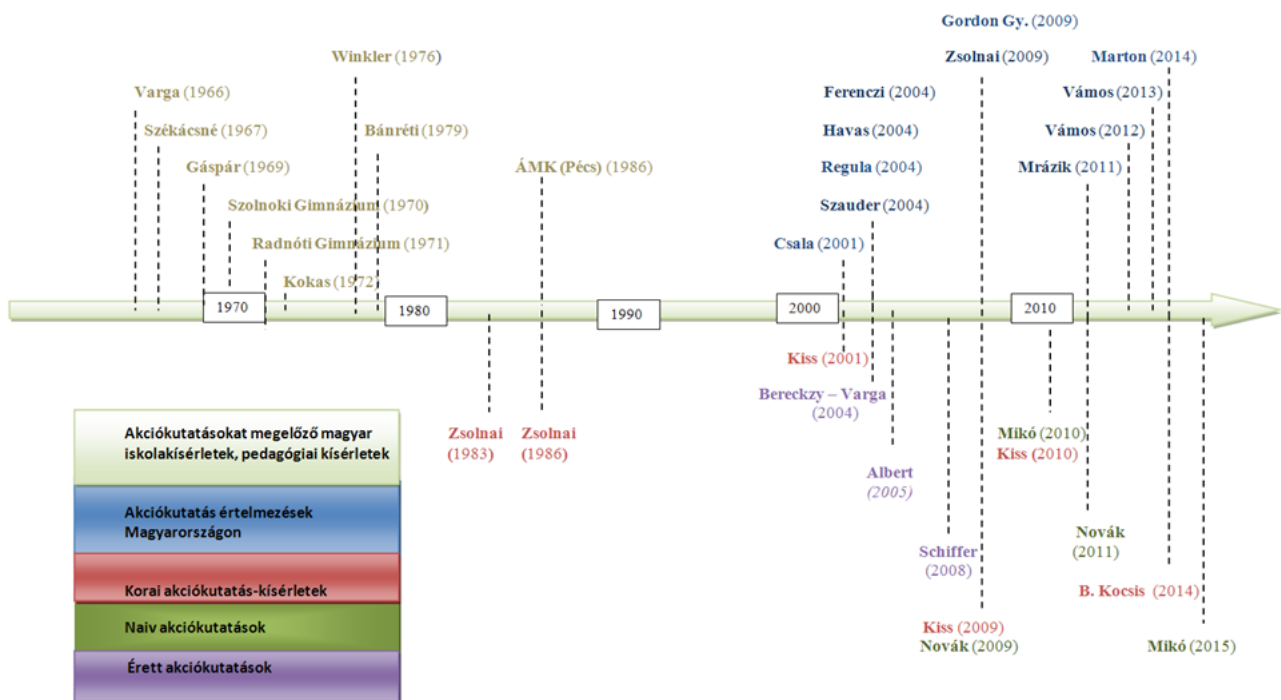 Gordon Gy. (2009)
Winkler (1976)
Zsolnai (2009)
Marton (2014)
Varga (1966)
Ferenczi (2004)
Vámos (2013)
Székácsné (1967)
Bánréti (1979)
Havas (2004)
Vámos (2012)
Gáspár (1969)
ÁMK (Pécs) (1986)
Regula (2004)
Mrázik (2011)
Szolnoki Gimnázium (1970)
Szauder (2004)
Radnóti Gimnázium (1971)
Csala (2001)
Kokas (1972)
1970
1980
1990
2000
2010
Kiss (2001)
Bereckzy – Varga
(2004)
Zsolnai
(1983)
Zsolnai
(1986)
Mikó (2010)
Kiss (2010)
Albert
(2005)
Novák
(2011)
Schiffer
(2008)
B. Kocsis (2014)
Kiss (2009)
Novák (2009)
Mikó (2015)
Akciókutatásokat megelőző magyar
iskolakísérletek, pedagógiai kísérletek
Akciókutatás értelmezések
Magyarországon
Korai akciókutatás-kísérletek
Naiv akciókutatások
Érett akciókutatások